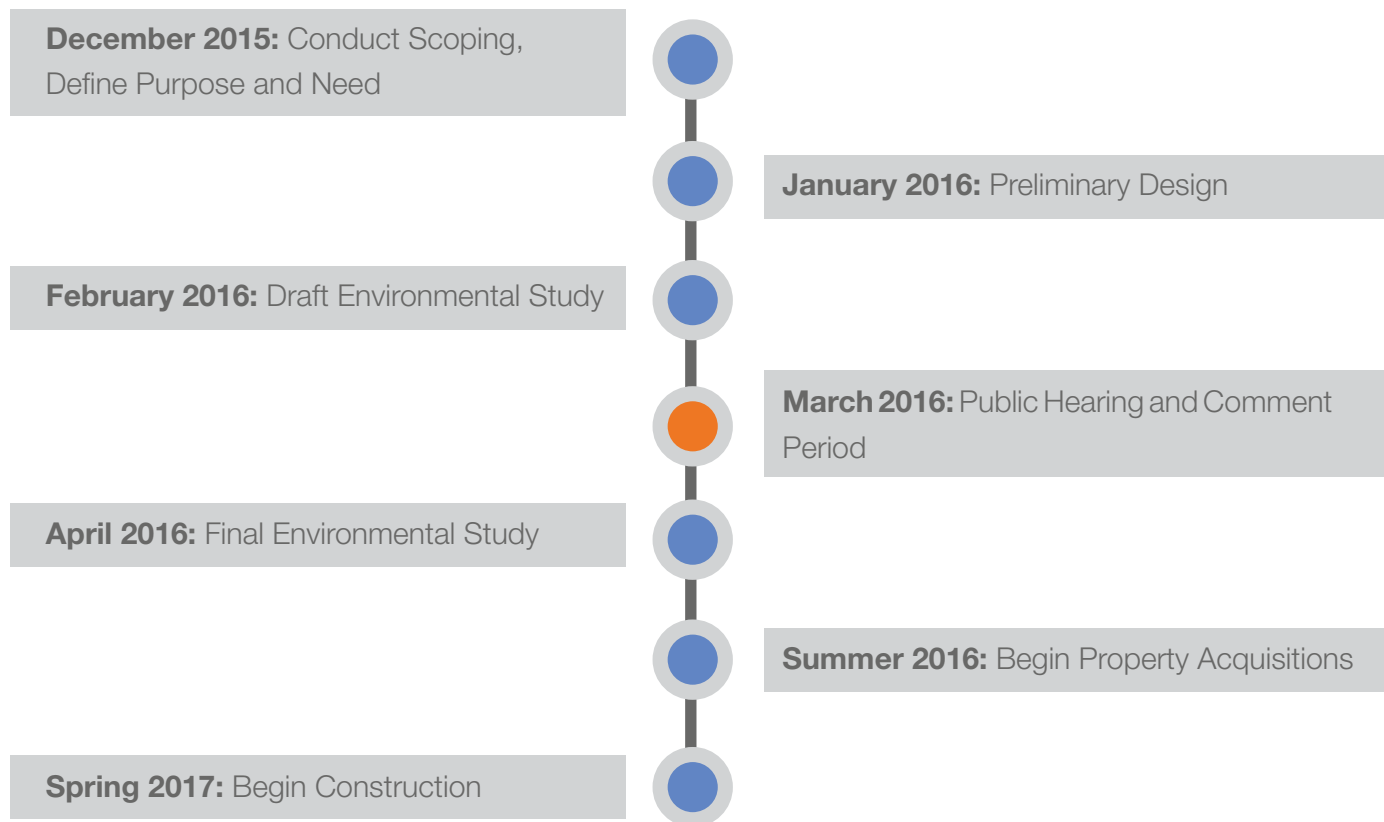 December 2015: Conduct Scoping,
Define Purpose and Need
January 2016: Preliminary Design
February 2016: Draft Environmental Study
March 2016: Public Hearing and Comment
Period
April 2016: Final Environmental Study
Summer 2016: Begin Property Acquisitions
Spring 2017: Begin Construction